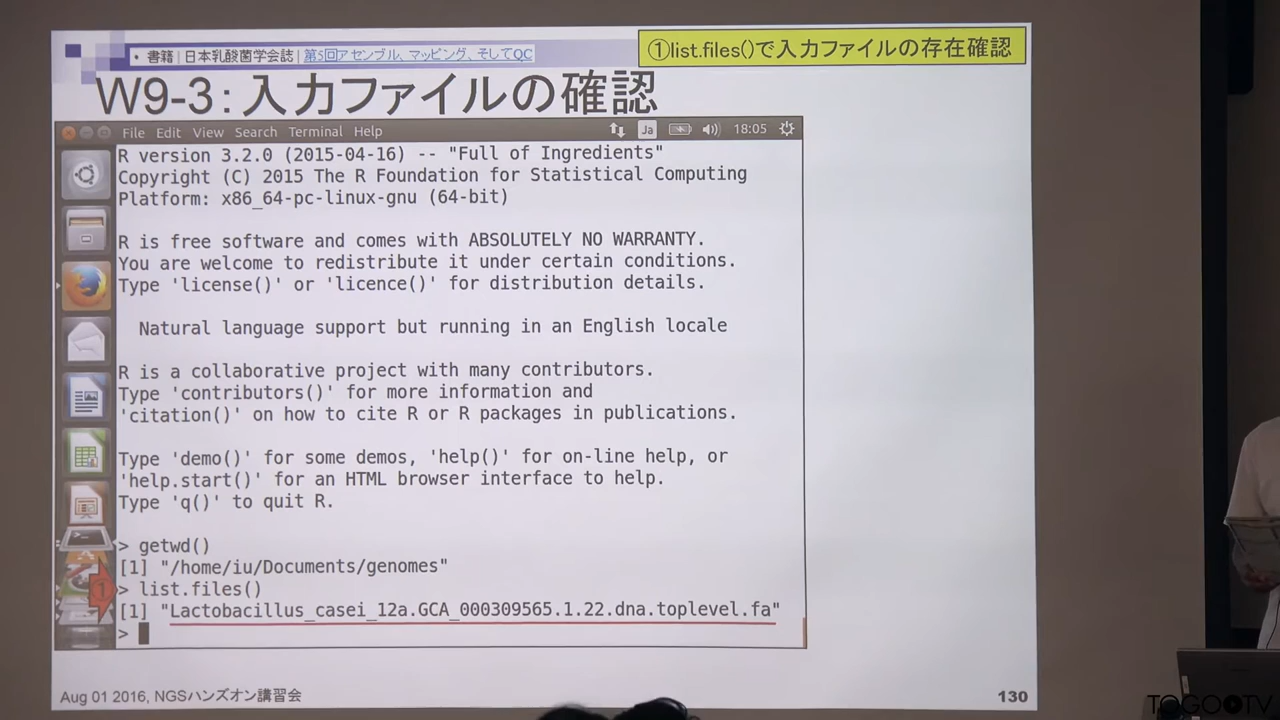 • 書籍 | 日本乳酸菌学会誌 | 第5回アセンブル、マッピング、そしてQC
①list.files()で入力ファイルの存在確認
W9-3：入力ファイルの確認
File Edit View Search Terminal Help
Ja
18:05
R version 3.2.0 (2015-04-16) -- "Full of Ingredients"
Copyright (C) 2015 The R Foundation for Statistical Computing
Platform: x86_64-pc-linux-gnu (64-bit)
R is free software and comes with ABSOLUTELY NO WARRANTY.
You are welcome to redistribute it under certain conditions.
Type 'license()' or 'licence()' for distribution details.
Natural language support but running in an English locale
R is a collaborative project with many contributors.
Type 'contributors()' for more information and
'citation()' on how to cite R or R packages in publications.
Type 'demo()' for some demos, 'help()' for on-line help, or
'help.start()' for an HTML browser interface to help.
Type 'q()' to quit R.
> getwd()
[1] "/home/iu/Documents/genomes"
① > list.files()
[1] "Lactobacillus_casei_12a.GCA_000309565.1.22.dna.toplevel.fa"
>
Aug 01 2016, NGSハンズオン講習会
130
TOGOTV